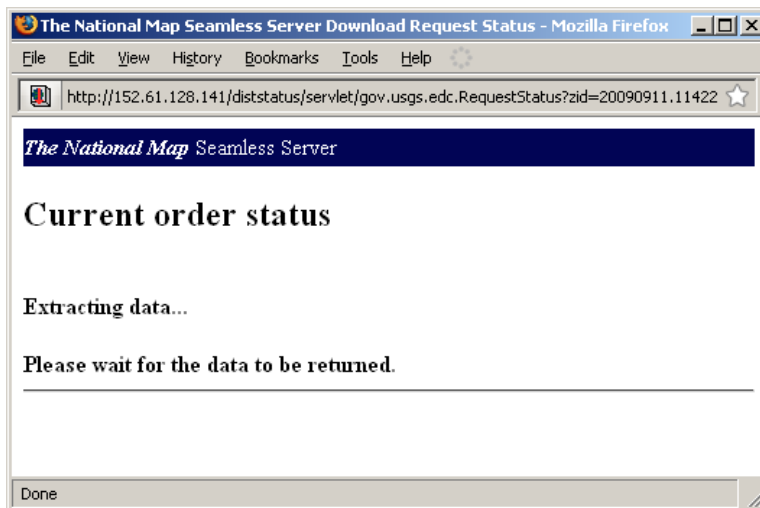 The National Map Seamless Server Download Request Status - Mozilla Firefox
File Edit View History Bookmarks Tools Help
http://152.61.128.141/diststatus/servlet/gov.usgs.edc.RequestStatus?zid=20090911.11422
The National Map Seamless Server
Current order status
Extracting data...
Please wait for the data to be returned.
Done